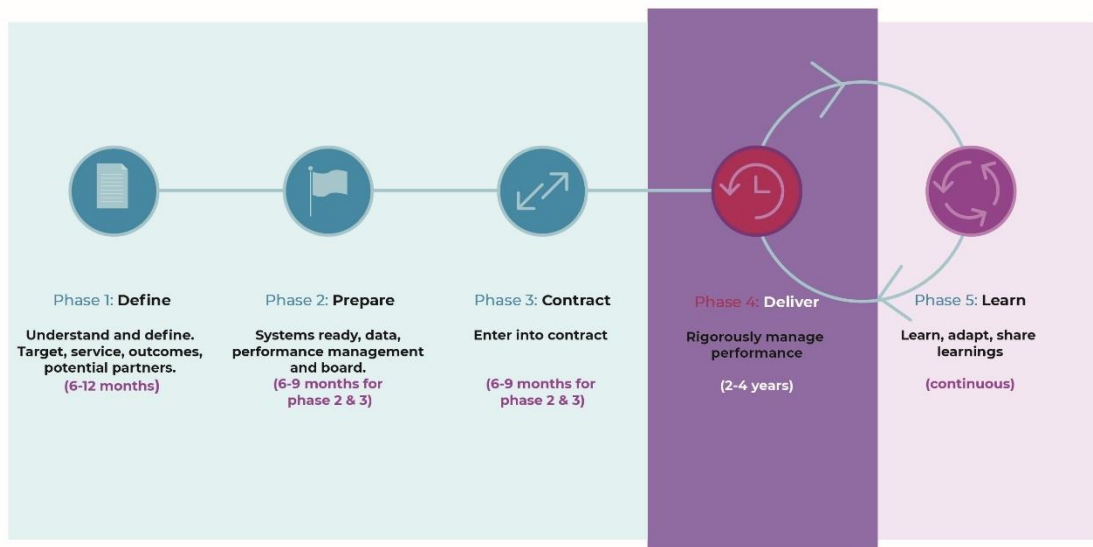 Phase 1: Define
Understand and define.
Target, service, outcomes,
potential partners.
(6-12 months)
Phase 2: Prepare
Systems ready, data,
performance management
and board.
(6-9 months for
phase 2 & 3)
Phase 3: Contract
Enter into contract
(6-9 months for
phase 2 & 3)
Phase 4: Deliver
Rigorously manage
performance
(2-4 years)
Phase 5: Learn
Learn, adapt, share
learnings
(continuous)